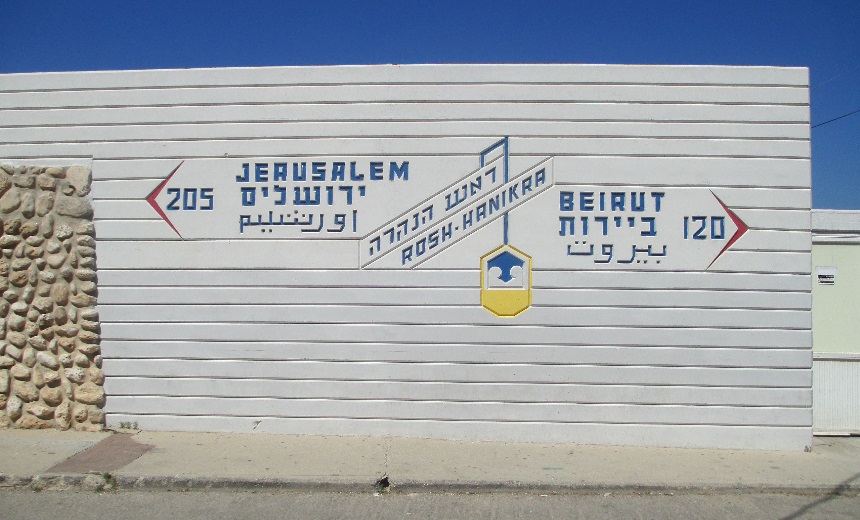 205
JERUSALEM
ירושלים
اورشليم
ראש הנקרה
ROSH-HANIKRA
BEIRUT
ביירות
بيروت
120